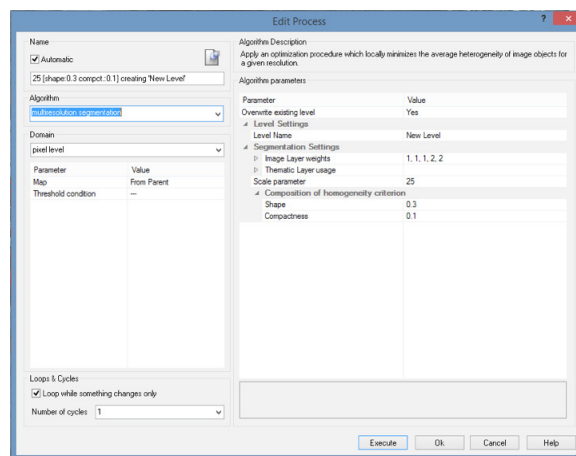 Edit Process
?
Name
Automatic
25 [shape:0.3 compct.:0.1] creating 'New Level'
Algorithm
multiresolution segmentation
Domain
pixel level
Parameter Value
Map From Parent
Threshold condition ---
Loops & Cycles
Loop while something changes only
Number of cycles 1
Algorithm Description
Apply an optimization procedure which locally minimizes the average heterogeneity of image objects for
a given resolution.
Algorithm parameters
Parameter Value
Overwrite existing level Yes
Level Settings
Level Name New Level
Segmentation Settings
Image Layer weights 1, 1, 1, 2, 2
Thematic Layer usage
Scale parameter 25
Composition of homogeneity criterion
Shape 0.3
Compactness 0.1
Execute Ok Cancel Help